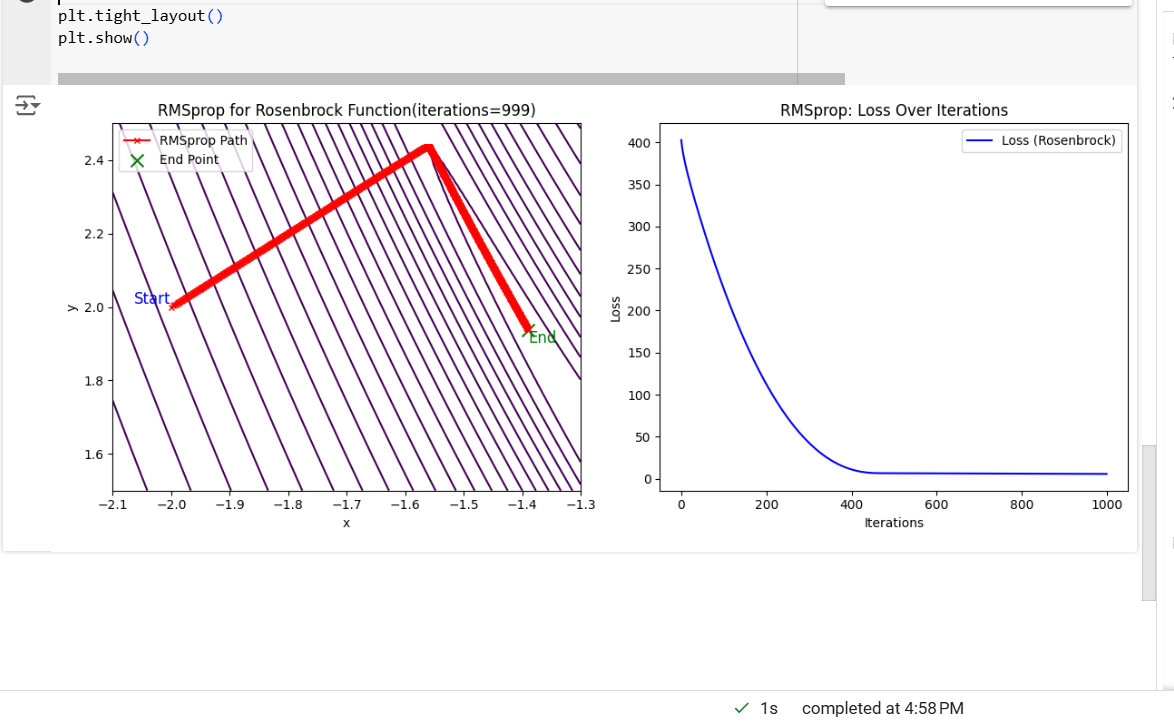 plt.tight_layout()
plt.show()
RMSprop for Rosenbrock Function(iterations=999)
RMSprop Path
End Point
Start
End
2.4
2.2
2.0
1.8
1.6
y
−2.1 −2.0 −1.9 −1.8 −1.7 −1.6 −1.5 −1.4 −1.3
x
RMSprop: Loss Over Iterations
Loss (Rosenbrock)
400
350
300
250
200
150
100
50
0
Loss
0 200 400 600 800 1000
Iterations
1s completed at 4:58 PM